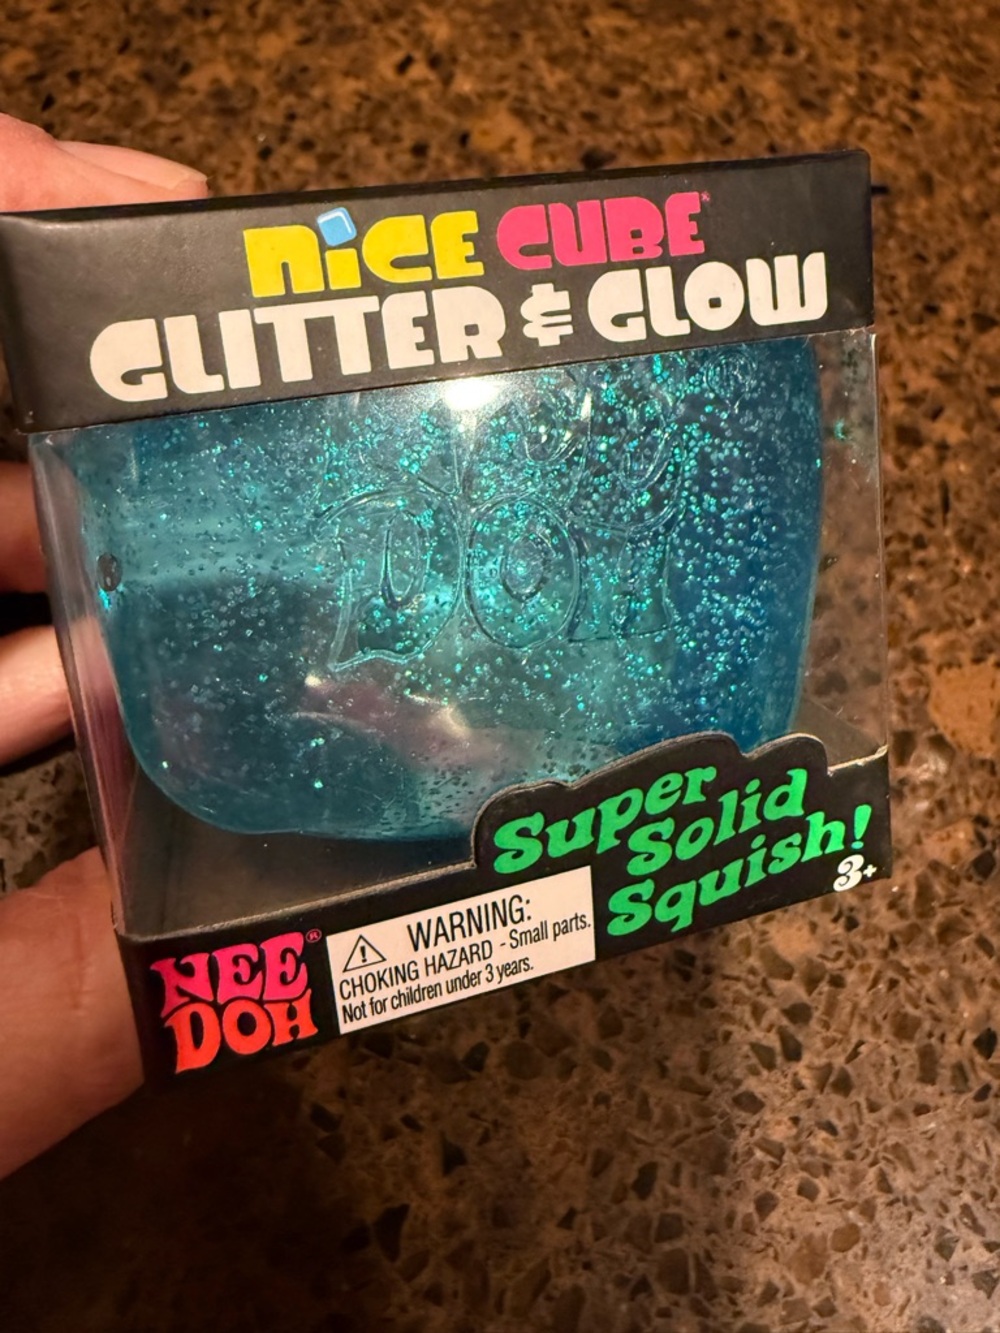 NiCE CUBE
GLITTER & GLOW
Nee
DOH
Super
Solid
Squish!
3+
NEE®
DOH
WARNING:
CHOKING HAZARD - Small parts.
Not for children under 3 years.